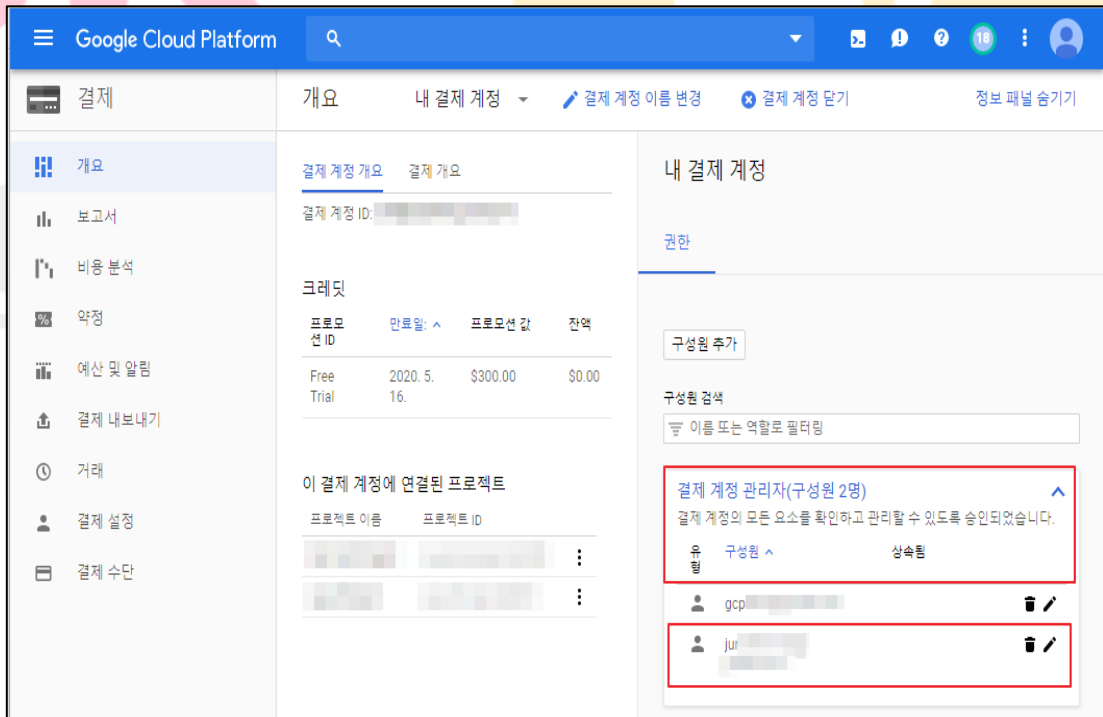 Google Cloud Platform
18
결제
개요
내 결제 계정
결제 계정 이름 변경
결제 계정 닫기
정보 패널 숨기기
개요
보고서
비용 분석
약정
예산 및 알림
결제 내보내기
거래
결제 설정
결제 수단
결제 계정 개요
결제 개요
결제 계정 ID:
크레딧
프로모
션 ID
만료일:
프로모션 값
잔액
Free
Trial
2020. 5.
16.
$300.00
$0.00
이 결제 계정에 연결된 프로젝트
프로젝트 이름
프로젝트 ID
내 결제 계정
권한
구성원 추가
구성원 검색
이름 또는 역할로 필터링
결제 계정 관리자(구성원 2명)
결제 계정의 모든 요소를 확인하고 관리할 수 있도록 승인되었습니다.
유
형
구성원
상속됨
gcp
jur